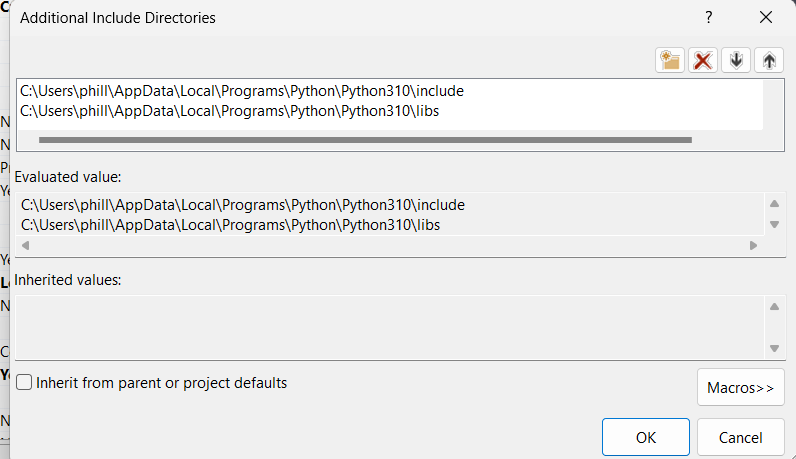 Additional Include Directories
?
C:\Users\phill\AppData\Local\Programs\Python\Python310\include
C:\Users\phill\AppData\Local\Programs\Python\Python310\libs
Evaluated value:
C:\Users\phill\AppData\Local\Programs\Python\Python310\include
C:\Users\phill\AppData\Local\Programs\Python\Python310\libs
Inherited values:
Inherit from parent or project defaults
Macros>>
OK
Cancel